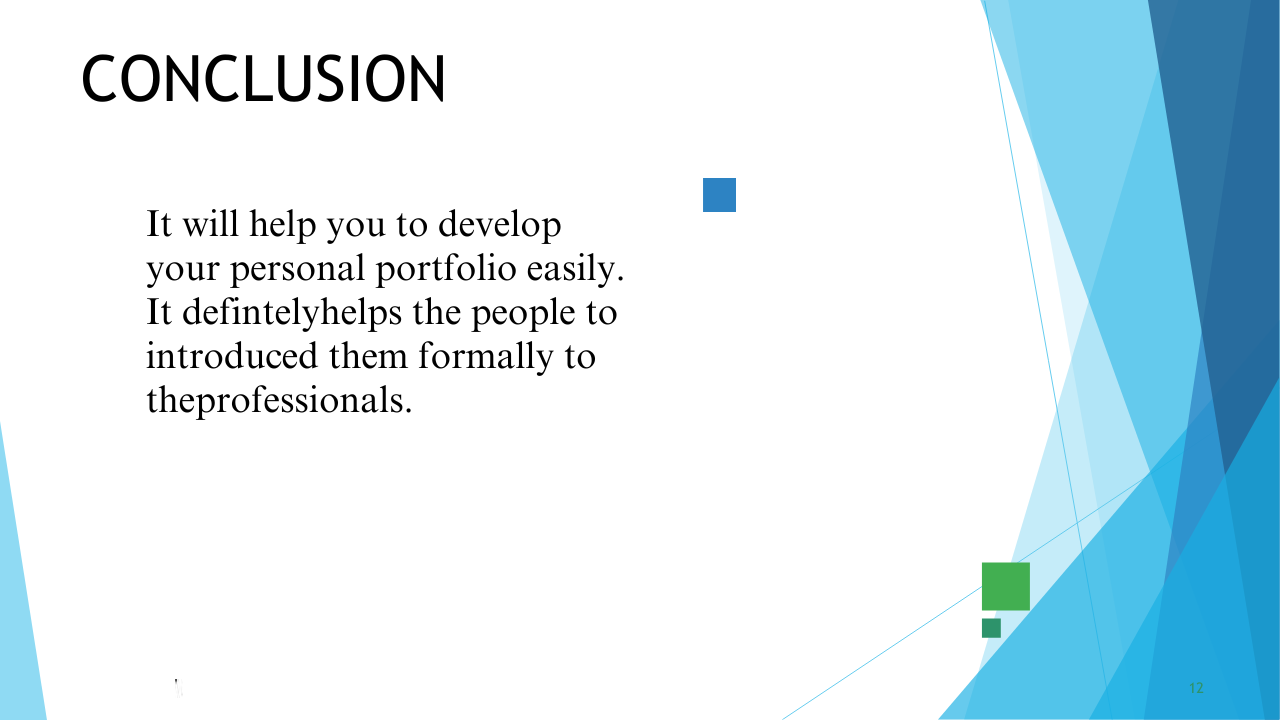 CONCLUSION
It will help you to develop
your personal portfolio easily.
It defintelyhelps the people to
introduced them formally to
theprofessionals.
12